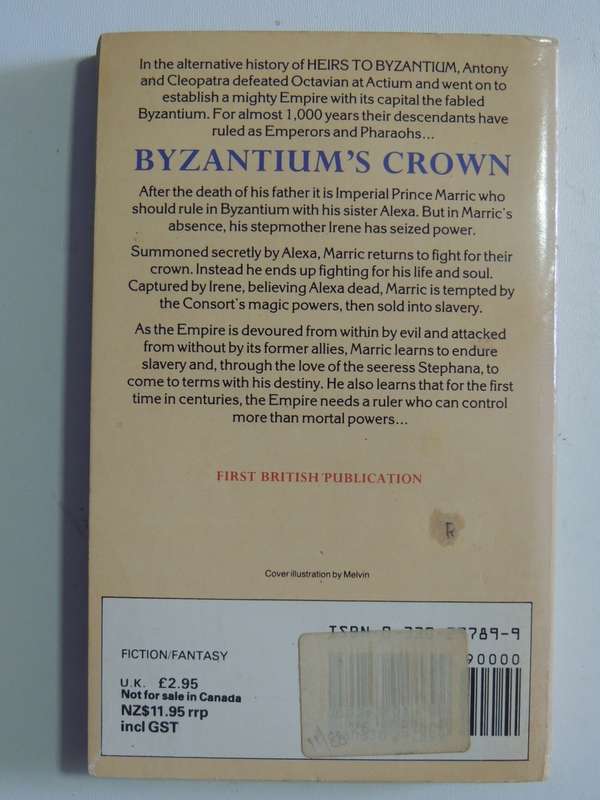 In the alternative history of HEIRS TO BYZANTIUM, Antony
and Cleopatra defeated Octavian at Actium and went on to
establish a mighty Empire with its capital the fabled
Byzantium. For almost 1,000 years their descendants have
ruled as Emperors and Pharaohs...
BYZANTIUM'S CROWN
After the death of his father it is Imperial Prince Marric who
should rule in Byzantium with his sister Alexa. But in Marric's
absence, his stepmother Irene has seized power.
Summoned secretly by Alexa, Marric returns to fight for their
crown. Instead he ends up fighting for his life and soul.
Captured by Irene, believing Alexa dead, Marric is tempted by
the Consort's magic powers, then sold into slavery.
As the Empire is devoured from within by evil and attacked
from without by its former allies, Marric learns to endure
slavery and, through the love of the seeress Stephana, to
come to terms with his destiny. He also learns that for the first
time in centuries, the Empire needs a ruler who can control
more than mortal powers...
FIRST BRITISH PUBLICATION
R
Cover illustration by Melvin
ISBN 789-9
90000
FICTION/FANTASY
U.K. £2.95
Not for sale in Canada
NZ$11.95 rrp
incl GST